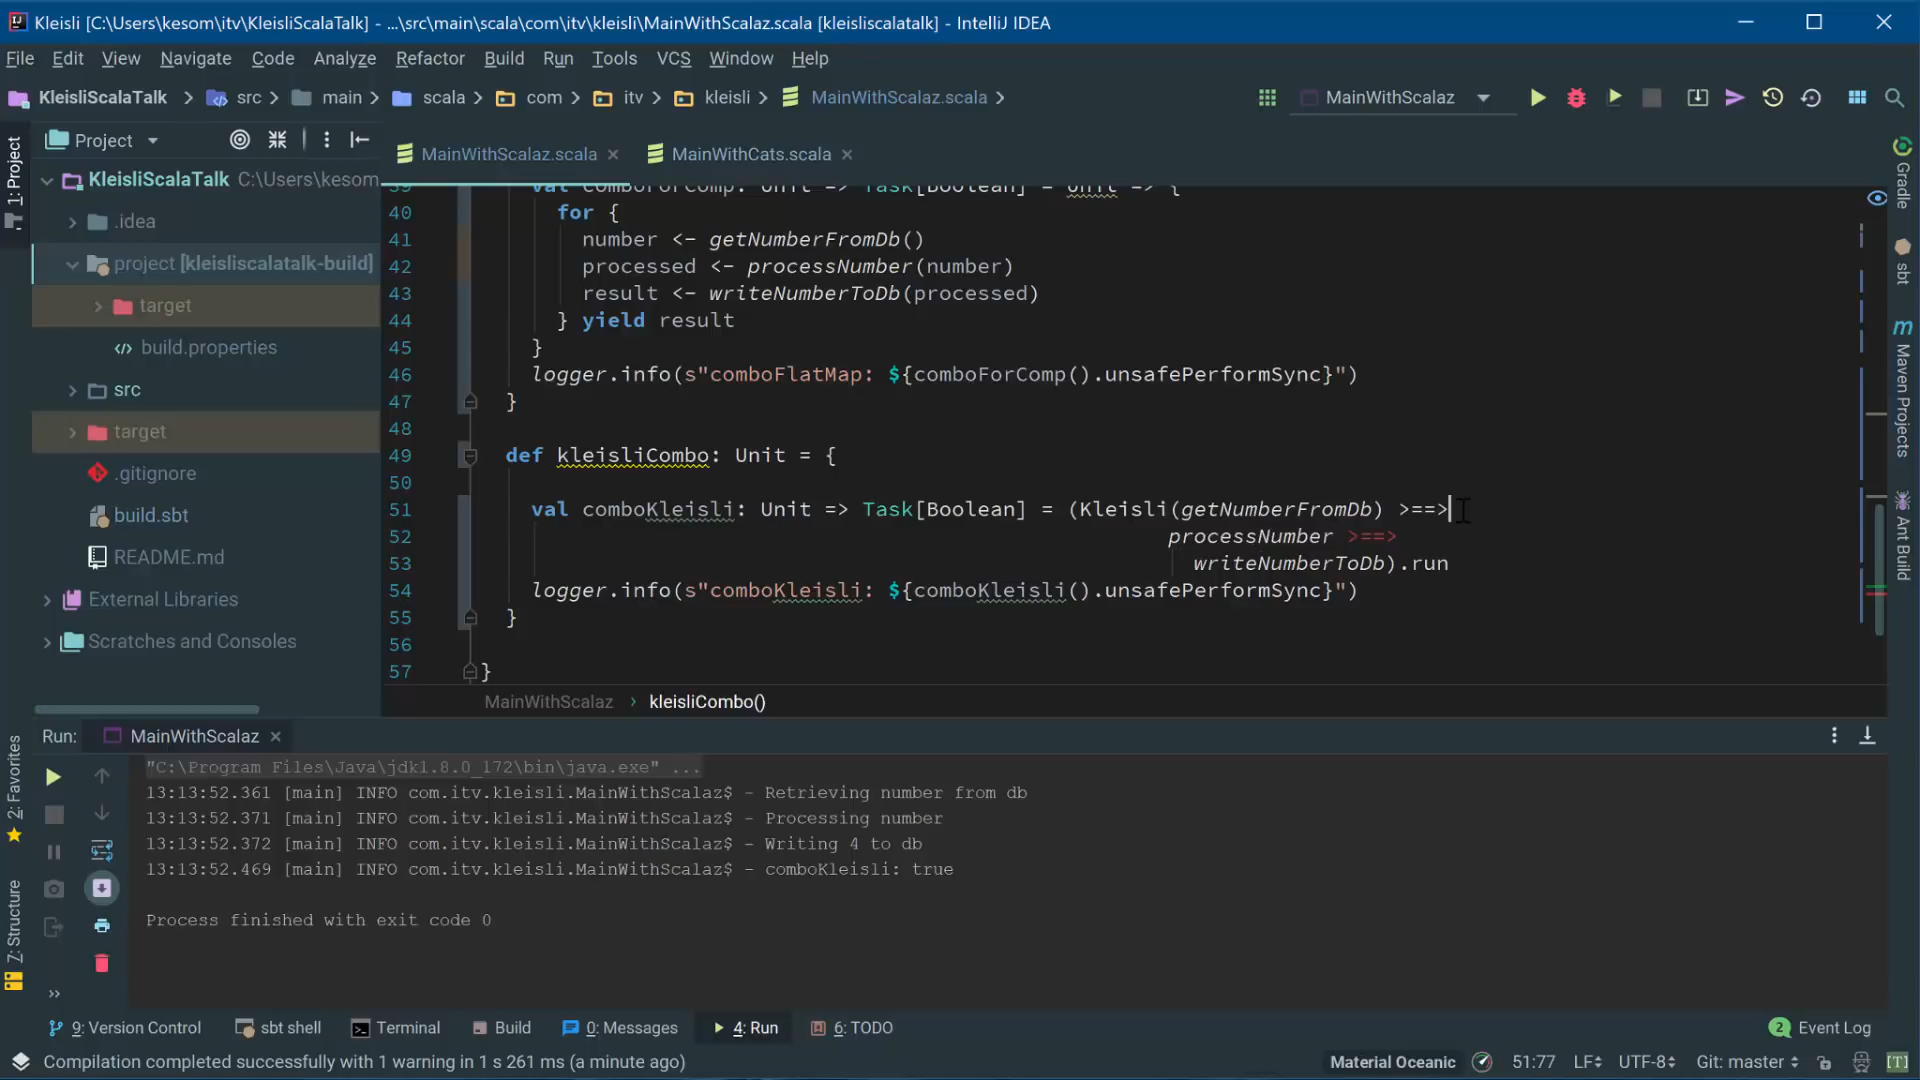 Kleisli [C:\Users\kesom\itv\KleisliScalaTalk] - ...\src\main\scala\com\itv\kleisli\MainWithScalaz.scala [kleisliscalatalk] - IntelliJ IDEA
File Edit View Navigate Code Analyze Refactor Build Run Tools VCS Window Help
KleisliScalaTalk src main scala com itv kleisli MainWithScalaz.scala MainWithScalaz
Project
MainWithScalaz.scala MainWithCats.scala
KleisliScalaTalk C:\Users\kesom
.idea
project [kleisliscalatalk-build]
target
build.properties
src
target
.gitignore
build.sbt
README.md
External Libraries
Scratches and Consoles
39 val comboForComp: Unit => Task[Boolean] = Unit => {
40 for {
41 number <- getNumberFromDb()
42 processed <- processNumber(number)
43 result <- writeNumberToDb(processed)
44 } yield result
45 }
46 logger.info(s"comboFlatMap: ${comboForComp().unsafePerformSync}")
47 }
48
49 def kleisliCombo: Unit = {
50
51 val comboKleisli: Unit => Task[Boolean] = (Kleisli(getNumberFromDb) >==>
52 processNumber >==>
53 writeNumberToDb).run
54 logger.info(s"comboKleisli: ${comboKleisli().unsafePerformSync}")
55 }
56
57 }
MainWithScalaz kleisliCombo()
Run: MainWithScalaz
"C:\Program Files\Java\jdk1.8.0_172\bin\java.exe" ...
13:13:52.361 [main] INFO com.itv.kleisli.MainWithScalaz$ - Retrieving number from db
13:13:52.371 [main] INFO com.itv.kleisli.MainWithScalaz$ - Processing number
13:13:52.372 [main] INFO com.itv.kleisli.MainWithScalaz$ - Writing 4 to db
13:13:52.469 [main] INFO com.itv.kleisli.MainWithScalaz$ - comboKleisli: true
Process finished with exit code 0
1: Project
2: Favorites
7: Structure
Gradle
sbt
Maven Projects
Ant Build
9: Version Control sbt shell Terminal Build 0: Messages 4: Run 6: TODO 2 Event Log
Compilation completed successfully with 1 warning in 1 s 261 ms (a minute ago) Material Oceanic 51:77 LF UTF-8 Git: master [T]